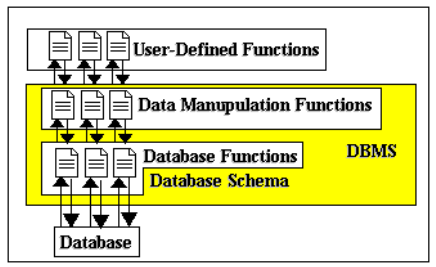 User-Defined Functions
Data Manupulation Functions
Database Functions
DBMS
Database Schema
Database